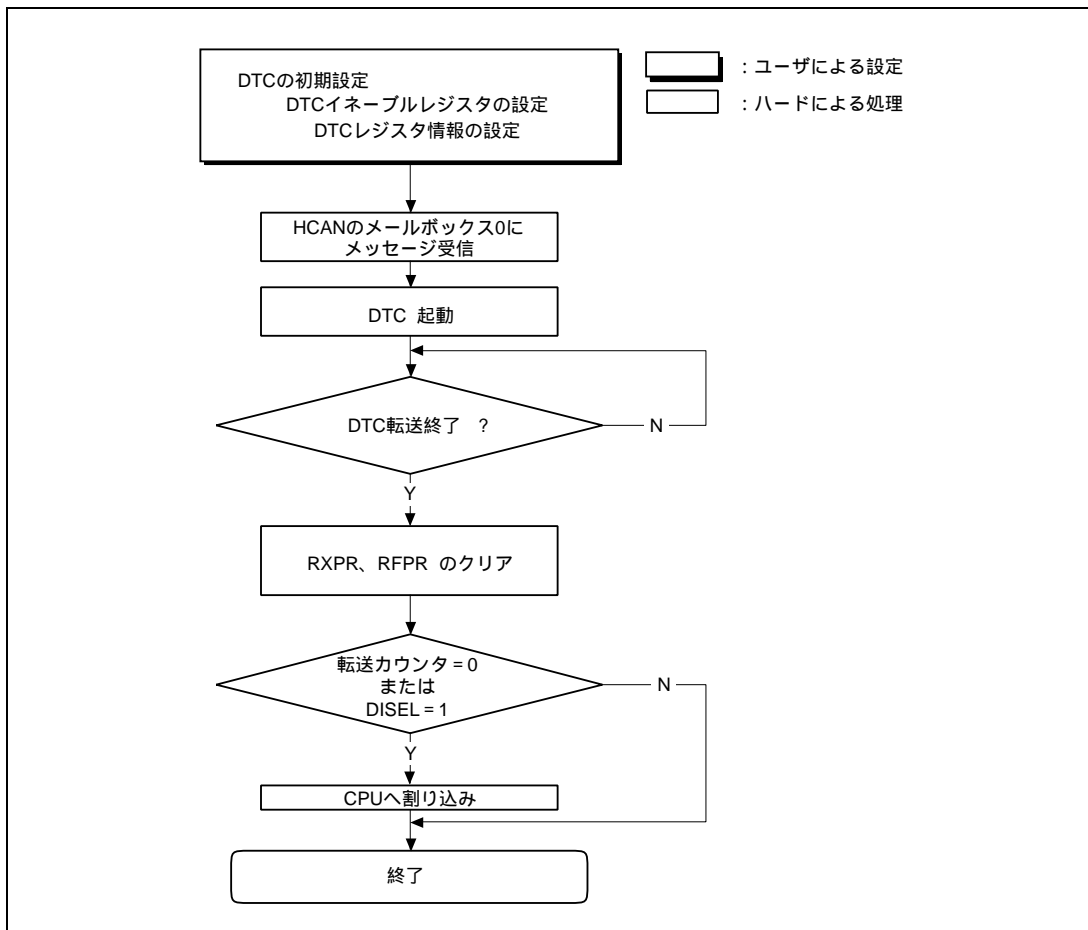 DTCの初期設定
DTCイネーブルレジスタの設定
DTCレジスタ情報の設定
：ユーザによる設定
：ハードによる処理
HCANのメールボックス0に
メッセージ受信
DTC 起動
DTC転送終了 ?
N
Y
RXPR、RFPR のクリア
転送カウンタ = 0
または
DISEL = 1
N
Y
CPUへ割り込み
終了